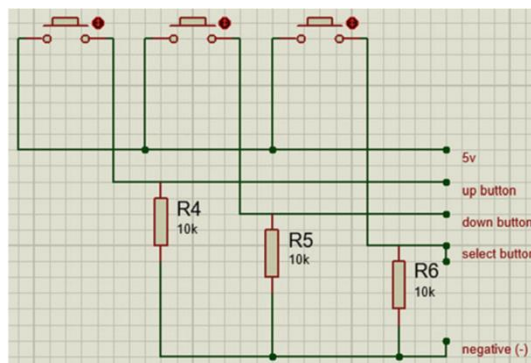 5v
up button
R4
10k
down button
R5
10k
select button
R6
10k
negative (-)